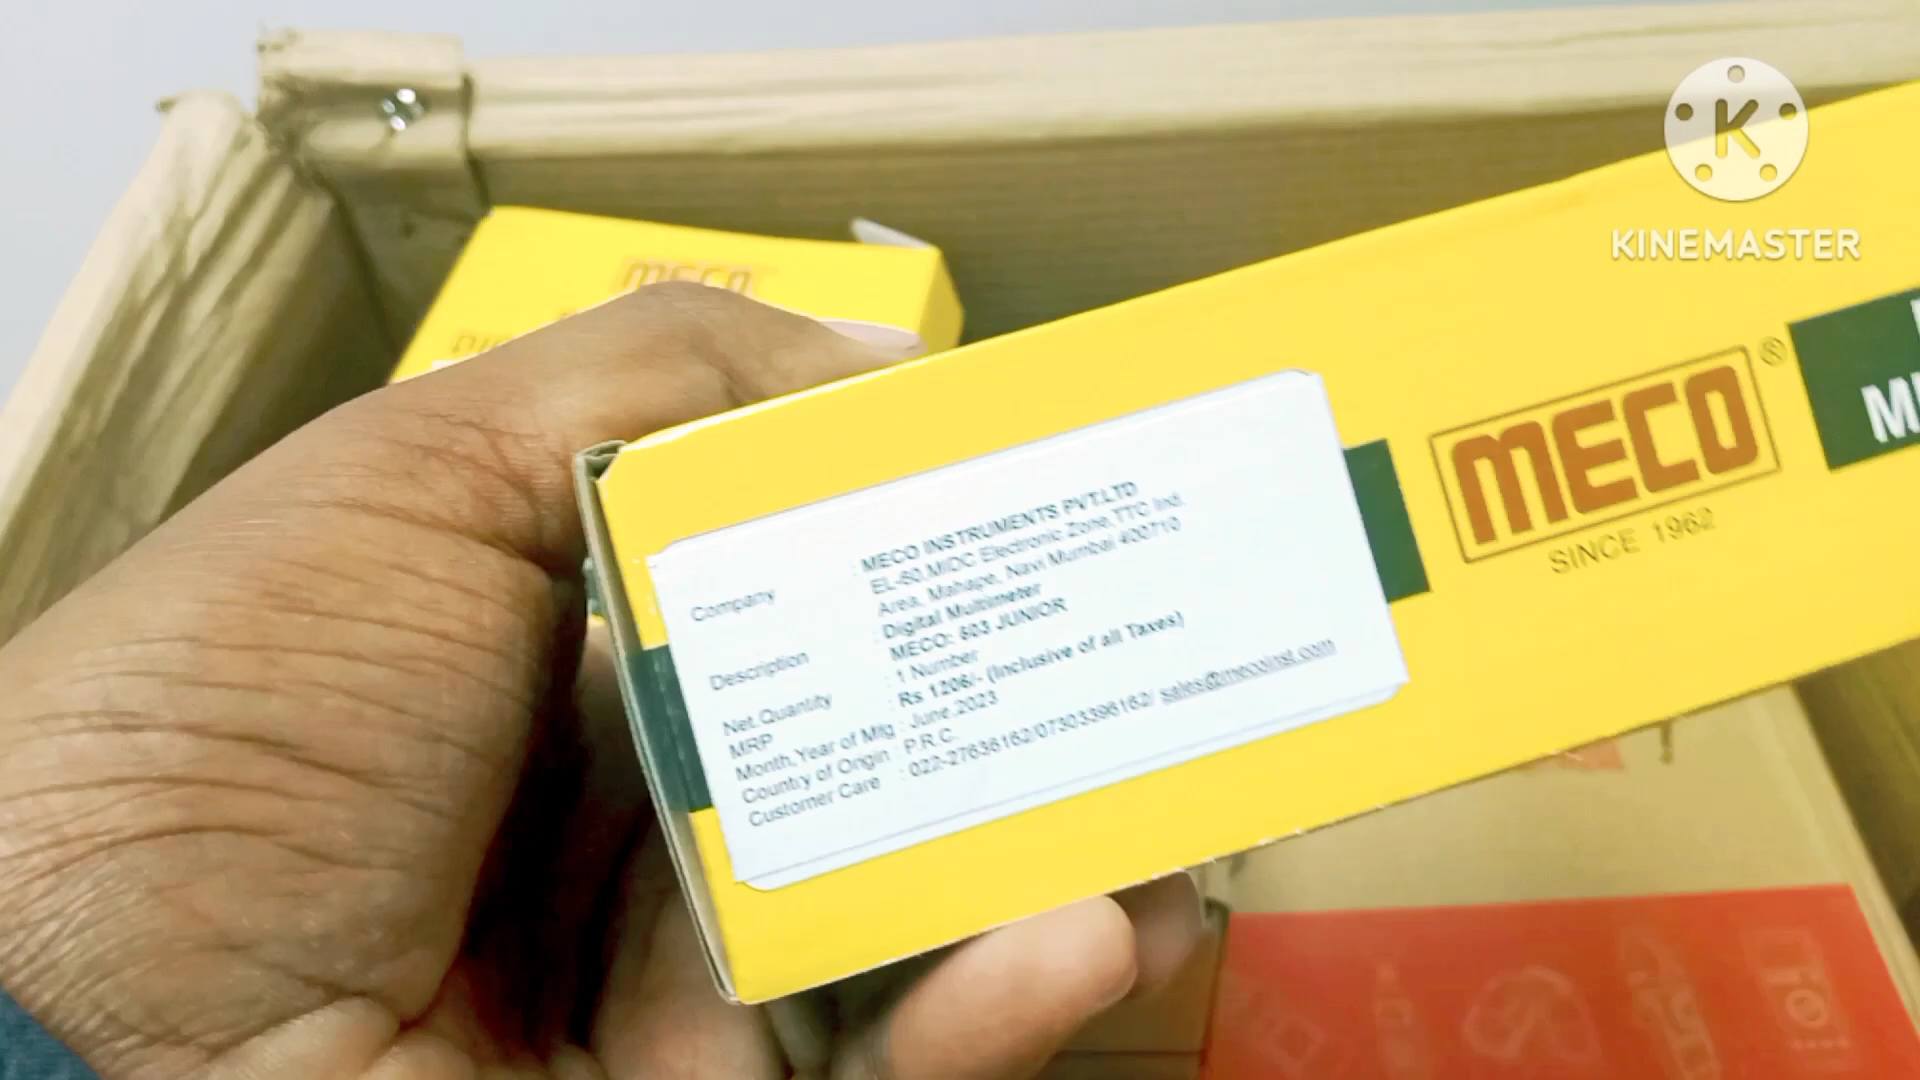 K
KINEMASTER
MECO
MECO ®
SINCE 1962
Company : MECO INSTRUMENTS PVT.LTD
EL-60,MIDC Electronic Zone,TTC Ind.
Area, Mahape, Navi Mumbai 400710
Description : Digital Multimeter
MECO: 603 JUNIOR
Net.Quantity : 1 Number
MRP : Rs 1206/- (Inclusive of all Taxes)
Month,Year of Mfg : June.2023
Country of Origin : P.R.C.
Customer Care : 022-27636162/07303396162/ sales@mecoinst.com